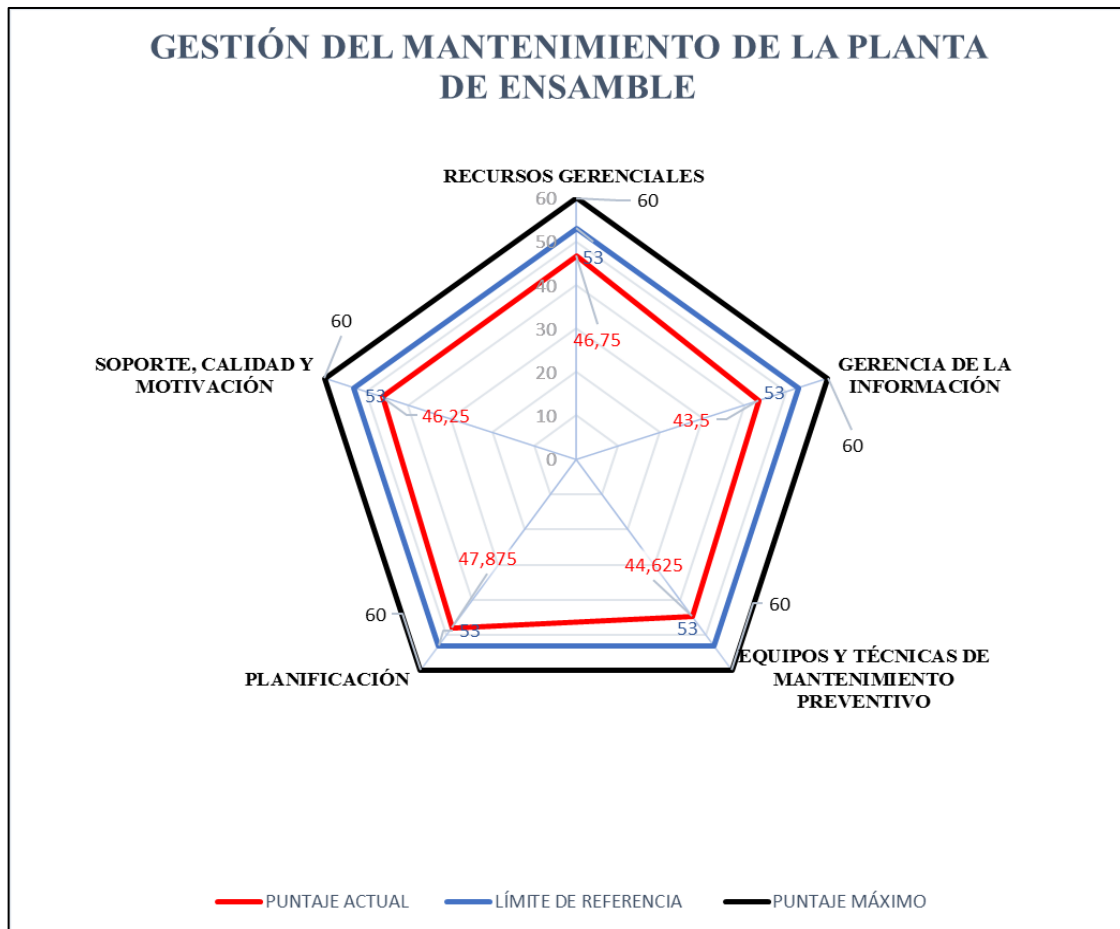 GESTIÓN DEL MANTENIMIENTO DE LA PLANTA
DE ENSAMBLE
RECURSOS GERENCIALES
60
60
50
53
40
46,75
30
20
10
0
60
SOPORTE, CALIDAD Y
MOTIVACIÓN
53
46,25
GERENCIA DE LA
INFORMACIÓN
53
43,5
60
47,875
44,625
60
53
53
60
PLANIFICACIÓN
EQUIPOS Y TÉCNICAS DE
MANTENIMIENTO
PREVENTIVO
PUNTAJE ACTUAL
LÍMITE DE REFERENCIA
PUNTAJE MÁXIMO